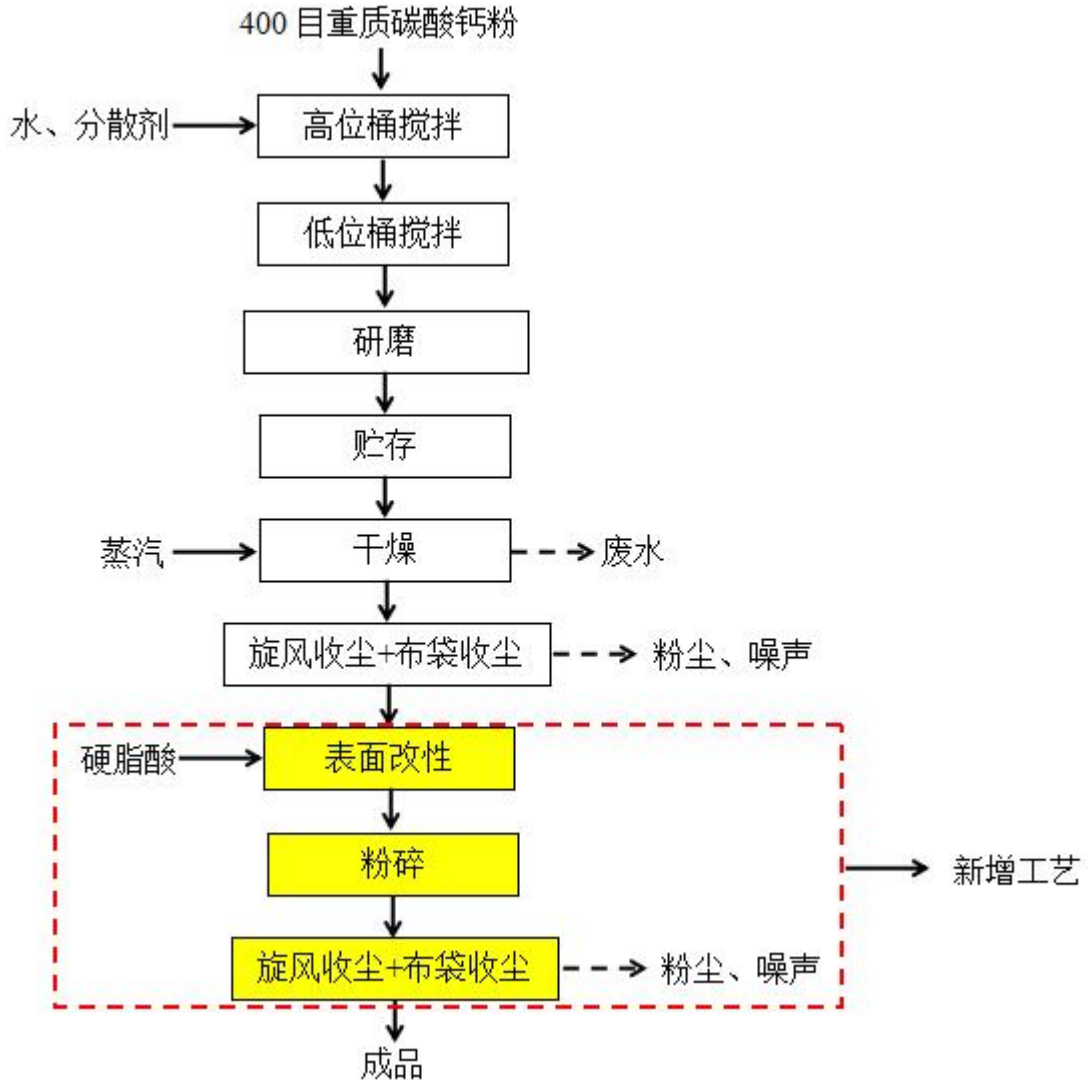 400 目重质碳酸钙粉
水、分散剂
高位桶搅拌
低位桶搅拌
研磨
贮存
蒸汽
干燥
废水
旋风收尘+布袋收尘
粉尘、噪声
硬脂酸
表面改性
粉碎
新增工艺
旋风收尘+布袋收尘
粉尘、噪声
成品